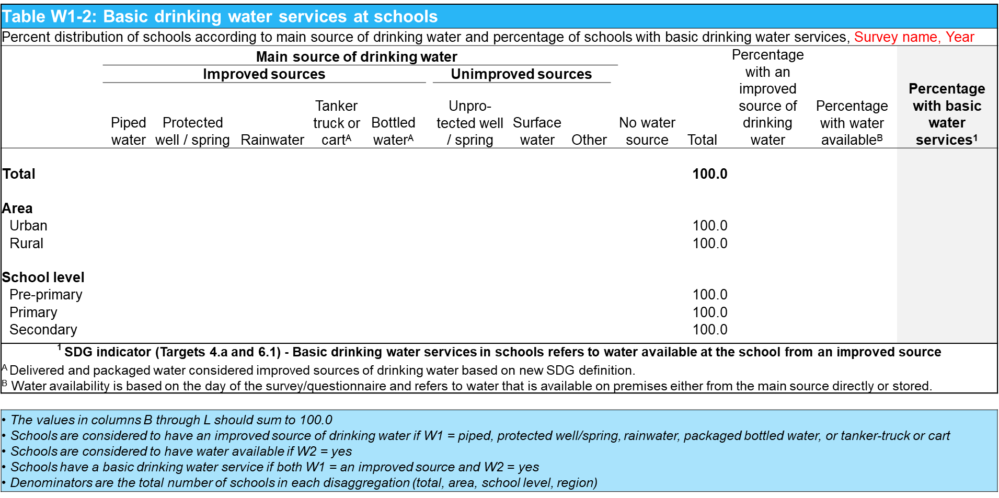 Table W1-2: Basic drinking water services at schools
Percent distribution of schools according to main source of drinking water and percentage of schools with basic drinking water services, Survey name, Year
Main source of drinking water
Improved sources
Unimproved sources
Piped
water
Protected
well / spring
Rainwater
Tanker
truck or
cartᴬ
Bottled
waterᴬ
Unpro-
tected well
/ spring
Surface
water
Other
No water
source
Total
Percentage
with an
improved
source of
drinking
water
Percentage
with water
availableᴮ
Percentage
with basic
water
services¹
Total 100.0
Area
Urban 100.0
Rural 100.0
School level
Pre-primary 100.0
Primary 100.0
Secondary 100.0
¹ SDG indicator (Targets 4.a and 6.1) - Basic drinking water services in schools refers to water available at the school from an improved source
ᴬ Delivered and packaged water considered improved sources of drinking water based on new SDG definition.
ᴮ Water availability is based on the day of the survey/questionnaire and refers to water that is available on premises either from the main source directly or stored.
• The values in columns B through L should sum to 100.0
• Schools are considered to have an improved source of drinking water if W1 = piped, protected well/spring, rainwater, packaged bottled water, or tanker-truck or cart
• Schools are considered to have water available if W2 = yes
• Schools have a basic drinking water service if both W1 = an improved source and W2 = yes
• Denominators are the total number of schools in each disaggregation (total, area, school level, region)